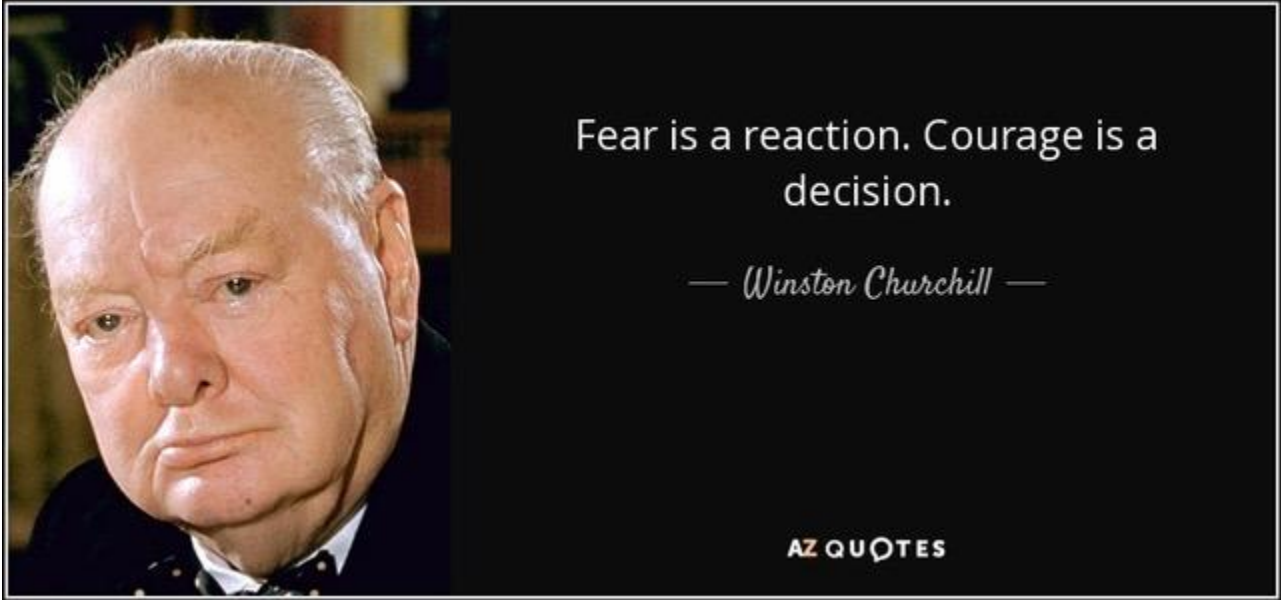 Fear is a reaction. Courage is a
decision.
— Winston Churchill —
AZ QUOTES